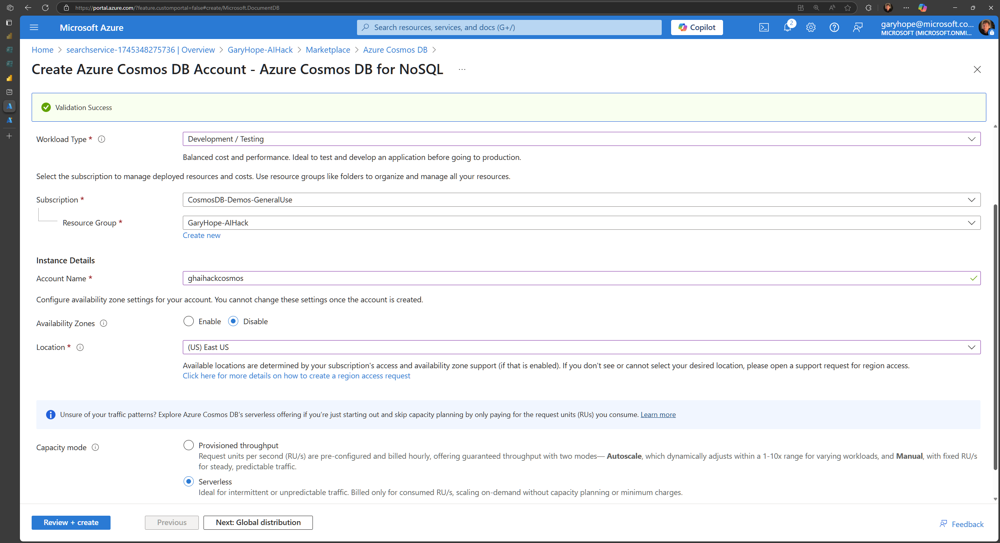 https://portal.azure.com/?feature.customportal=false#create/Microsoft.DocumentDB
Microsoft Azure
Search resources, services, and docs (G+/)
Copilot
2
garyhope@microsoft.co...
MICROSOFT (MICROSOFT.ONMI...
Home > searchservice-1745348275736 | Overview > GaryHope-AIHack > Marketplace > Azure Cosmos DB >
Create Azure Cosmos DB Account - Azure Cosmos DB for NoSQL ...
Validation Success
Workload Type *
Development / Testing
Balanced cost and performance. Ideal to test and develop an application before going to production.
Select the subscription to manage deployed resources and costs. Use resource groups like folders to organize and manage all your resources.
Subscription *
CosmosDB-Demos-GeneralUse
Resource Group *
GaryHope-AIHack
Create new
Instance Details
Account Name *
ghaihackcosmos
Configure availability zone settings for your account. You cannot change these settings once the account is created.
Availability Zones
Enable
Disable
Location *
(US) East US
Available locations are determined by your subscription's access and availability zone support (if that is enabled). If you don't see or cannot select your desired location, please open a support request for region access.
Click here for more details on how to create a region access request
Unsure of your traffic patterns? Explore Azure Cosmos DB’s serverless offering if you’re just starting out and skip capacity planning by only paying for the request units (RUs) you consume. Learn more
Capacity mode
Provisioned throughput
Request units per second (RU/s) are pre-configured and billed hourly, offering guaranteed throughput with two modes— Autoscale, which dynamically adjusts within a 1-10x range for varying workloads, and Manual, with fixed RU/s
for steady, predictable traffic.
Serverless
Ideal for intermittent or unpredictable traffic. Billed only for consumed RU/s, scaling on-demand without capacity planning or minimum charges.
Review + create
Previous
Next: Global distribution
Feedback